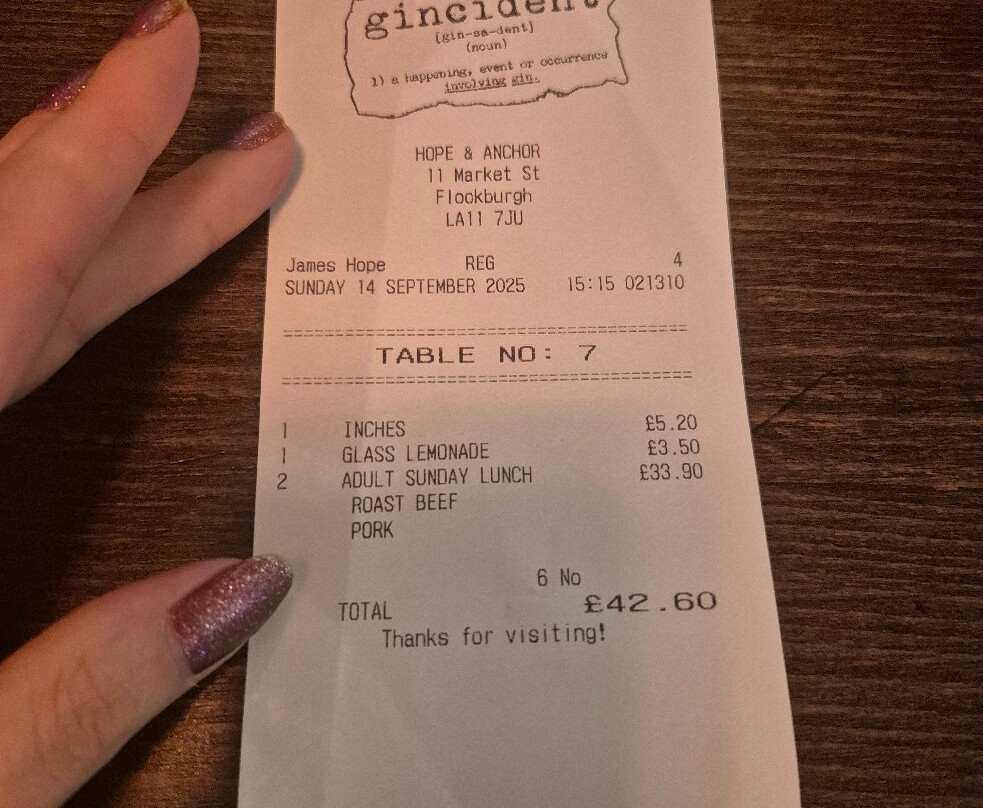 gincident
[gin-sa-dent]
(noun)
1) a happening, event or occurrence
involving gin.
HOPE & ANCHOR
11 Market St
Flookburgh
LA11 7JU
James Hope REG 4
SUNDAY 14 SEPTEMBER 2025 15:15 021310
TABLE NO: 7
1 INCHES £5.20
1 GLASS LEMONADE £3.50
2 ADULT SUNDAY LUNCH £33.90
ROAST BEEF
PORK
6 No
TOTAL £42.60
Thanks for visiting!